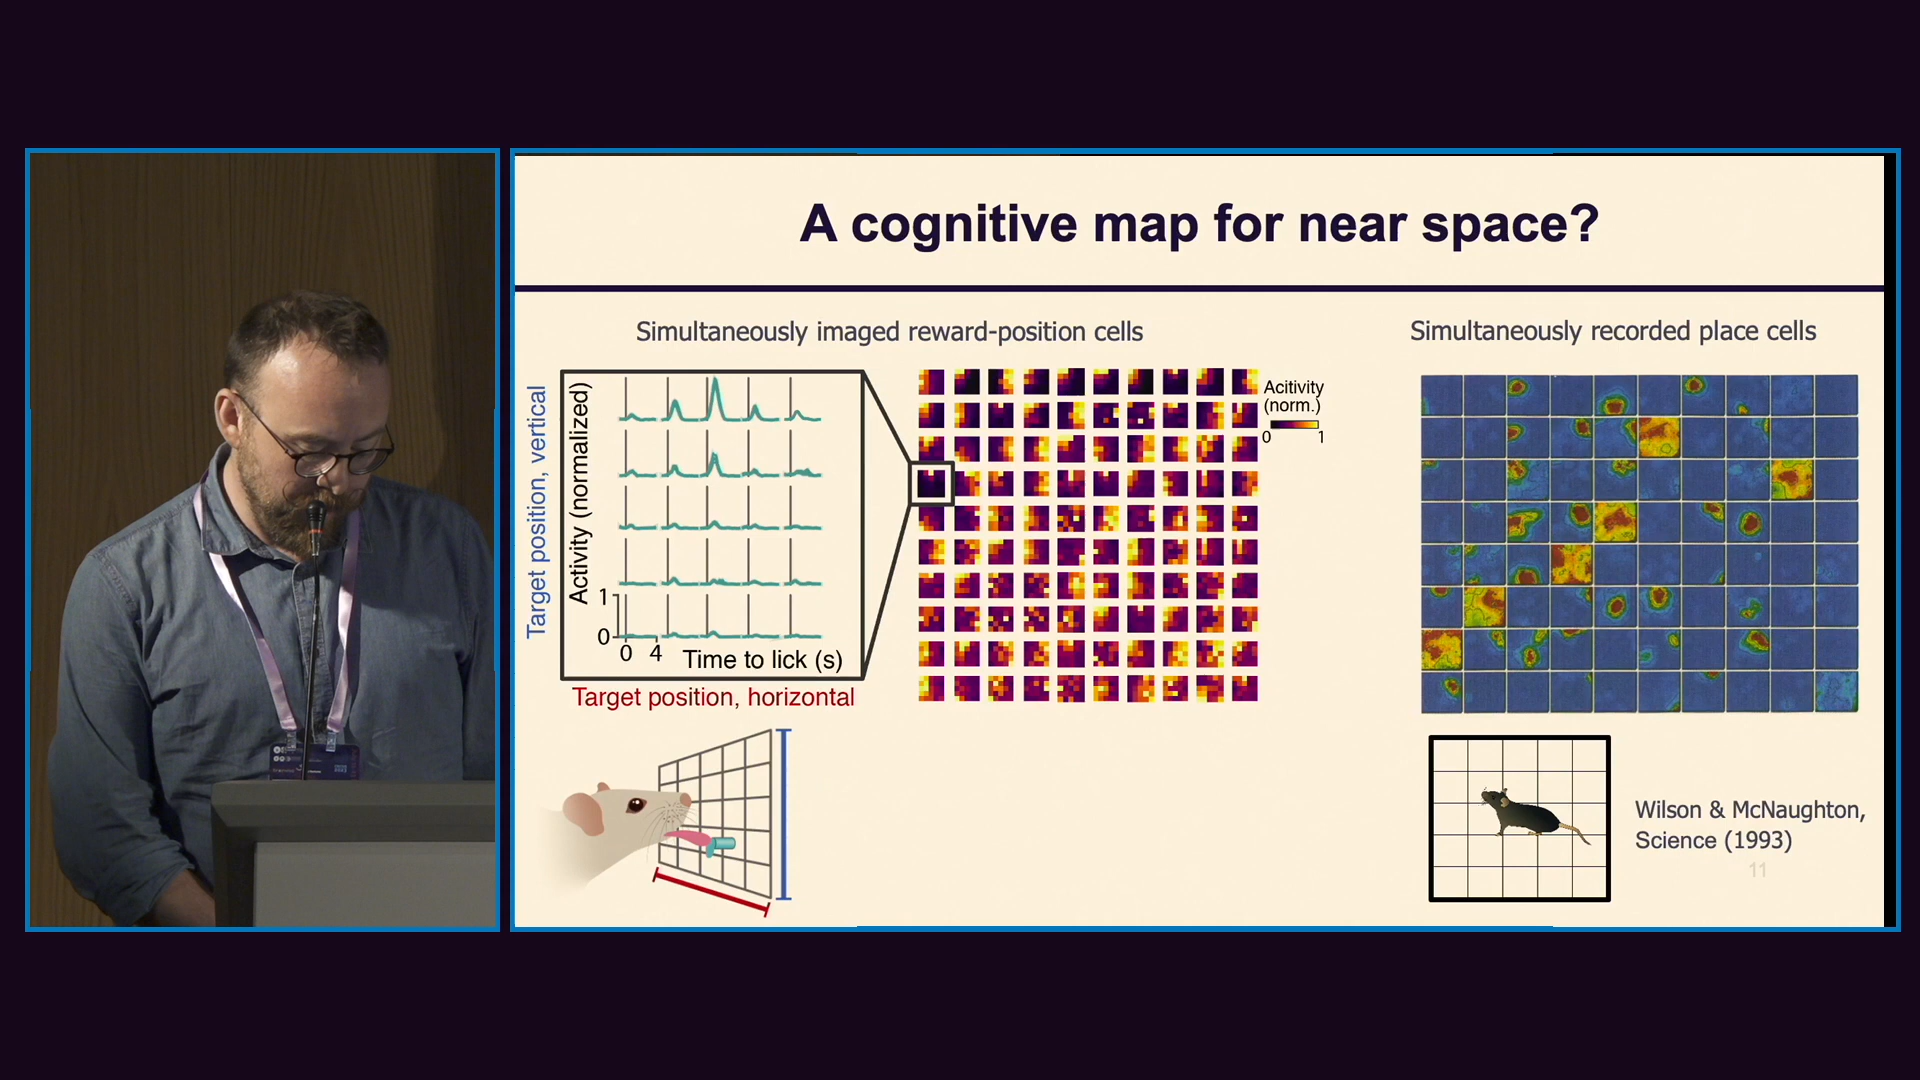 A cognitive map for near space?
Simultaneously imaged reward-position cells
Simultaneously recorded place cells
Target position, vertical
Activity (normalized)
1
0
0 4 Time to lick (s)
Target position, horizontal
Acitivity
(norm.)
0 1
Wilson & McNaughton,
Science (1993)
11